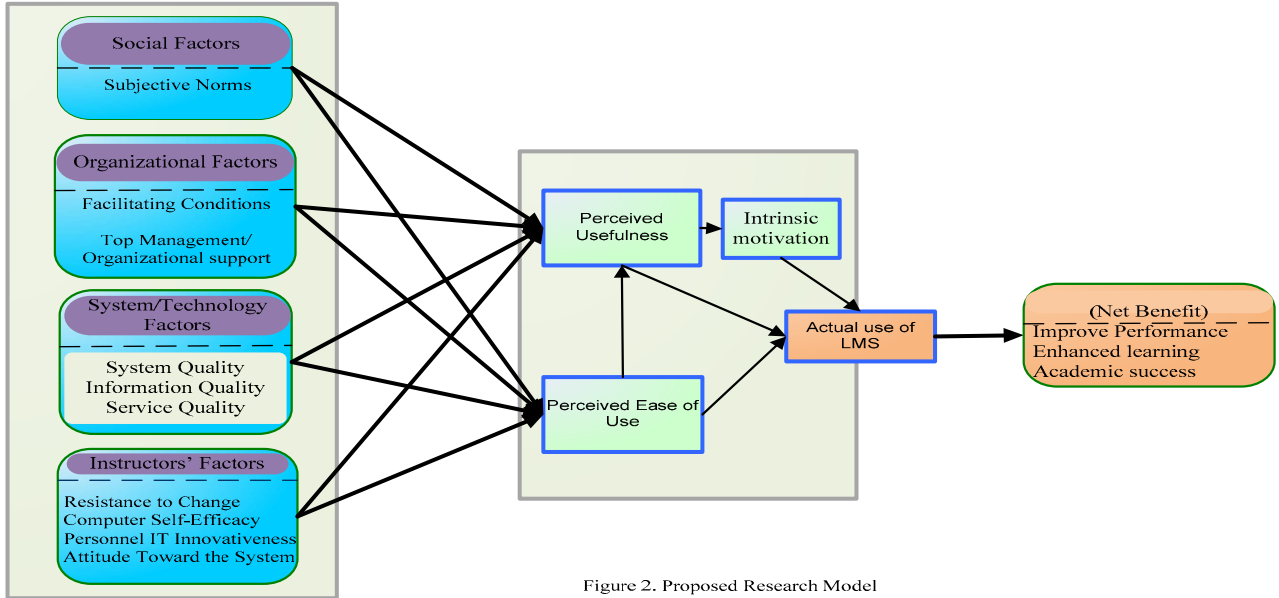 Social Factors
Subjective Norms
Organizational Factors
Facilitating Conditions
Top Management/
Organizational support
System/Technology
Factors
System Quality
Information Quality
Service Quality
Instructors' Factors
Resistance to Change
Computer Self-Efficacy
Personnel IT Innovativeness
Attitude Toward the System
Perceived
Usefulness
Intrinsic
motivation
Perceived Ease of
Use
Actual use of
LMS
(Net Benefit)
Improve Performance
Enhanced learning
Academic success
Figure 2. Proposed Research Model